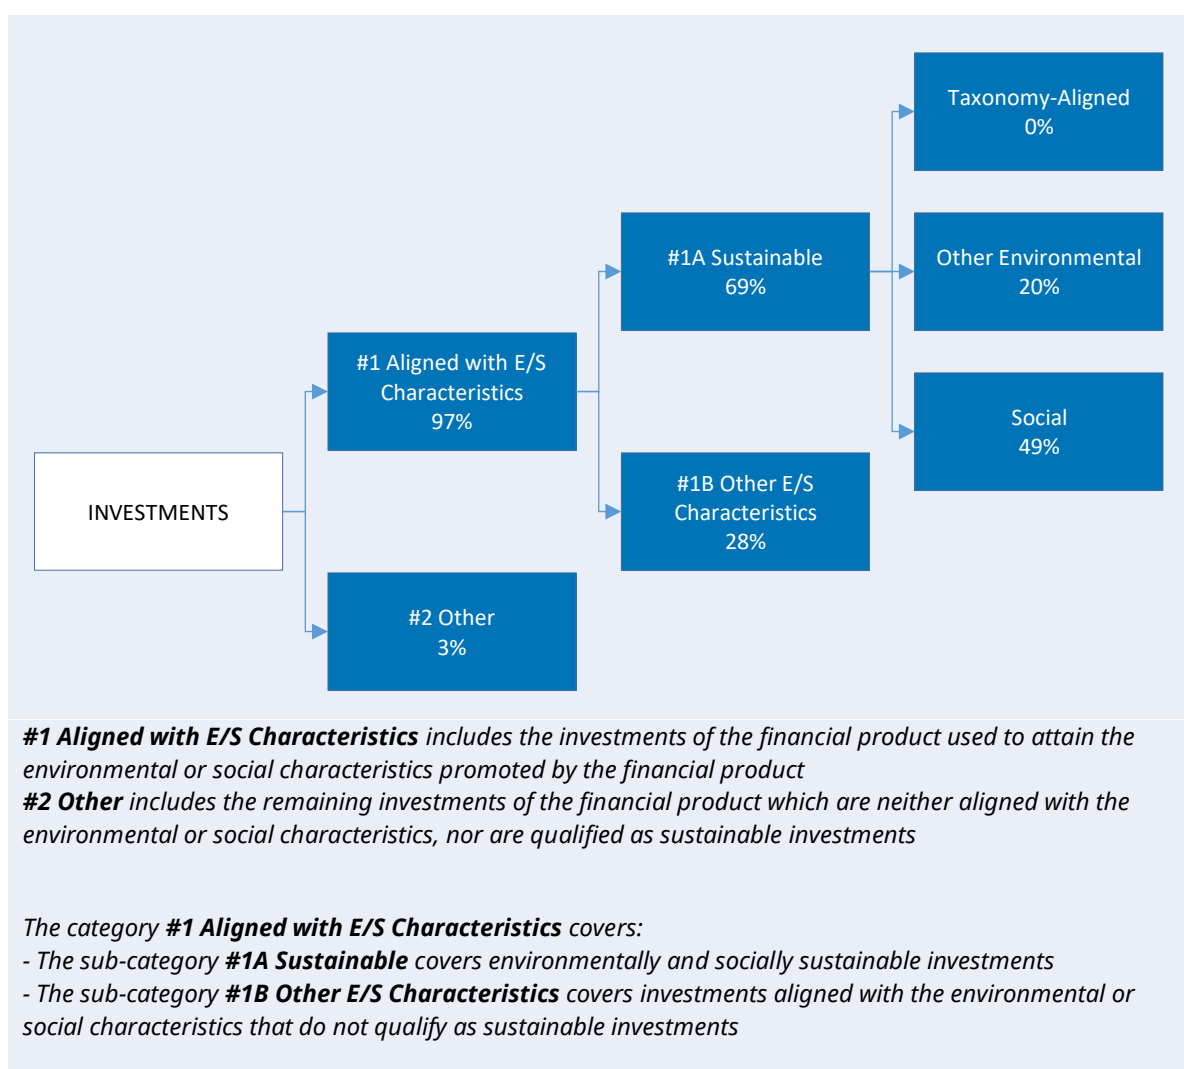 Taxonomy-Aligned
0%
#1A Sustainable
69%
Other Environmental
20%
#1 Aligned with E/S
Characteristics
97%
Social
49%
INVESTMENTS
#1B Other E/S
Characteristics
28%
#2 Other
3%
#1 Aligned with E/S Characteristics includes the investments of the financial product used to attain the
environmental or social characteristics promoted by the financial product
#2 Other includes the remaining investments of the financial product which are neither aligned with the
environmental or social characteristics, nor are qualified as sustainable investments
The category #1 Aligned with E/S Characteristics covers:
- The sub-category #1A Sustainable covers environmentally and socially sustainable investments
- The sub-category #1B Other E/S Characteristics covers investments aligned with the environmental or
social characteristics that do not qualify as sustainable investments